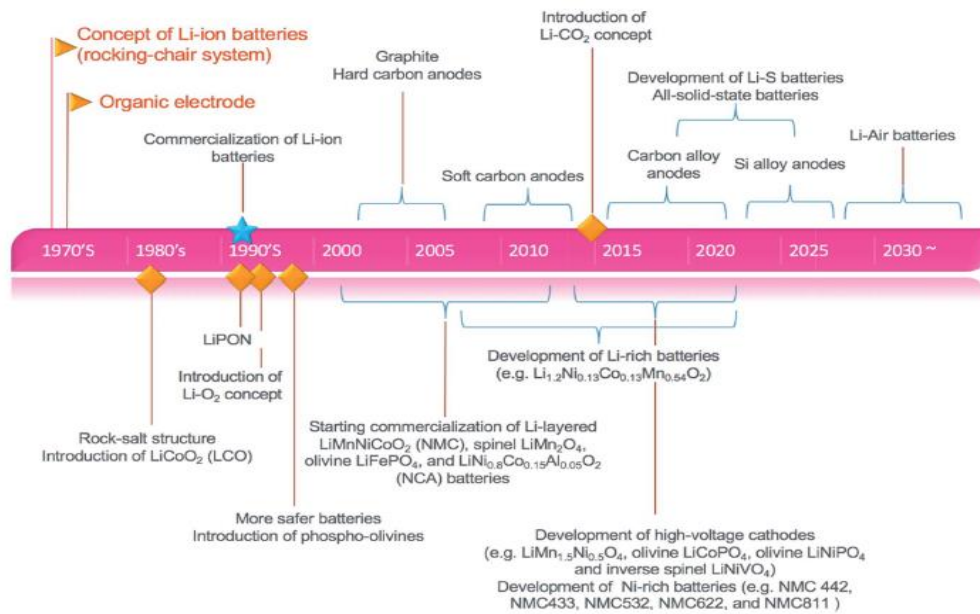 Concept of Li-ion batteries
(rocking-chair system)
Organic electrode
Commercialization of Li-ion
batteries
Graphite
Hard carbon anodes
Soft carbon anodes
Introduction of
Li-CO₂ concept
Development of Li-S batteries
All-solid-state batteries
Carbon alloy
anodes
Si alloy anodes
Li-Air batteries
1970'S
1980's
1990'S
2000
2005
2010
2015
2020
2025
2030 ~
LiPON
Introduction of
Li-O₂ concept
Rock-salt structure
Introduction of LiCoO₂ (LCO)
More safer batteries
Introduction of phospho-olivines
Starting commercialization of Li-layered
LiMnNiCoO₂ (NMC), spinel LiMn₂O₄,
olivine LiFePO₄, and LiNi₀.₈Co₀.₁₅Al₀.₀₅O₂
(NCA) batteries
Development of Li-rich batteries
(e.g. Li₁.₂Ni₀.₁₃Co₀.₁₃Mn₀.₅₄O₂)
Development of high-voltage cathodes
(e.g. LiMn₁.₅Ni₀.₅O₄, olivine LiCoPO₄, olivine LiNiPO₄
and inverse spinel LiNiVO₄)
Development of Ni-rich batteries (e.g. NMC 442,
NMC433, NMC532, NMC622, and NMC811 )